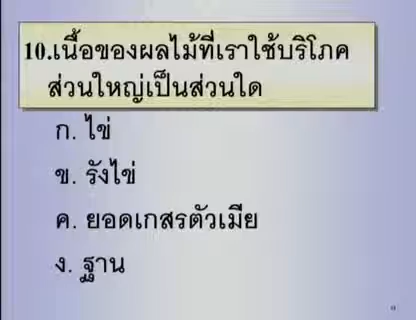 10.เนื้อของผลไม้ที่เราใช้บริโภค
ส่วนใหญ่เป็นส่วนใด
ก. ไข่
ข. รังไข่
ค. ยอดเกสรตัวเมีย
ง. ฐาน